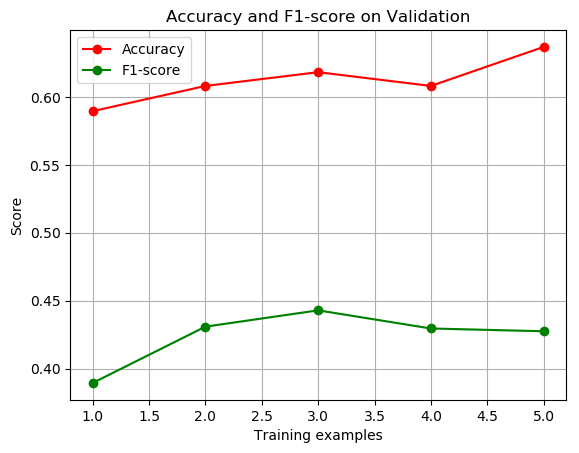 Accuracy and F1-score on Validation
Accuracy
F1-score
0.60
0.55
0.50
0.45
0.40
Score
1.0 1.5 2.0 2.5 3.0 3.5 4.0 4.5 5.0
Training examples